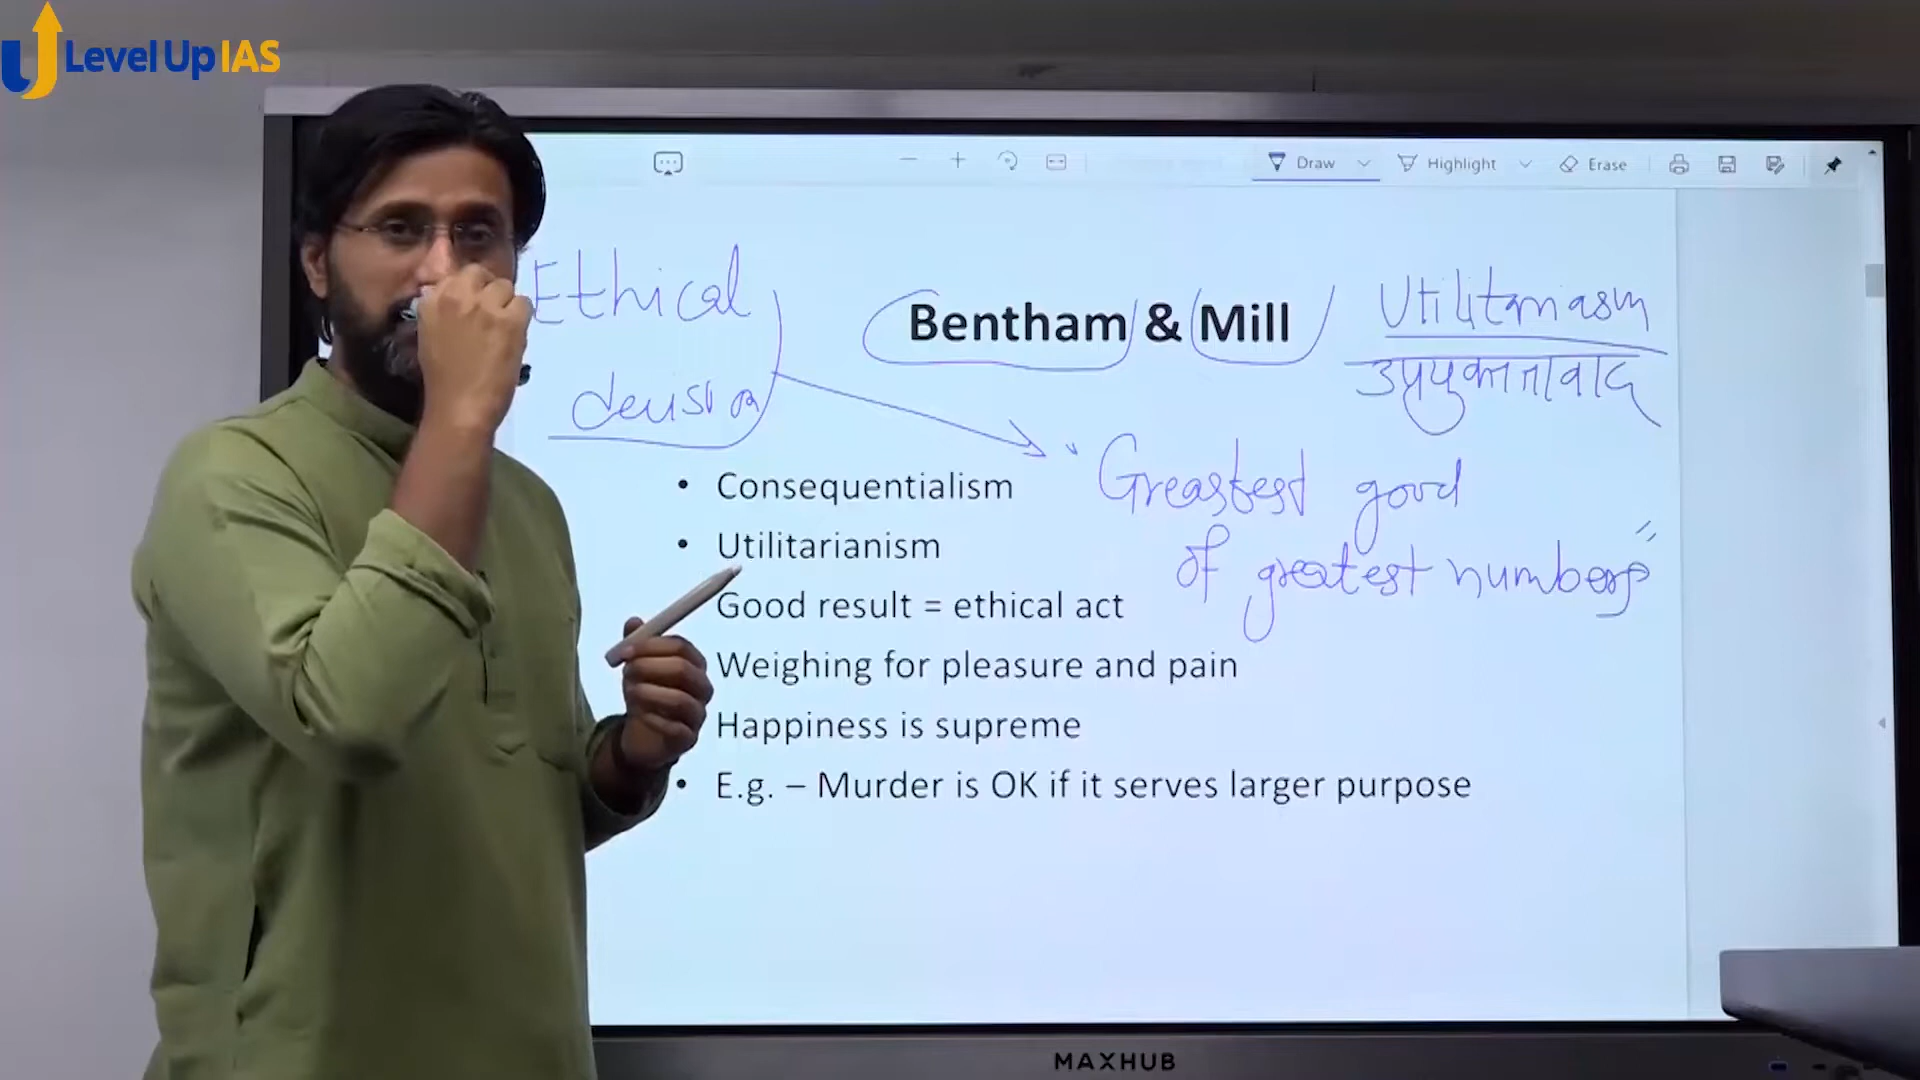 Level Up IAS
Draw
Highlight
Erase
Ethical
decision
Bentham & Mill
Utilitarianism
उपयुक्ततावाद
"Greatest good
of greatest numbers"
• Consequentialism
• Utilitarianism
Good result = ethical act
Weighing for pleasure and pain
Happiness is supreme
• E.g. – Murder is OK if it serves larger purpose
MAXHUB